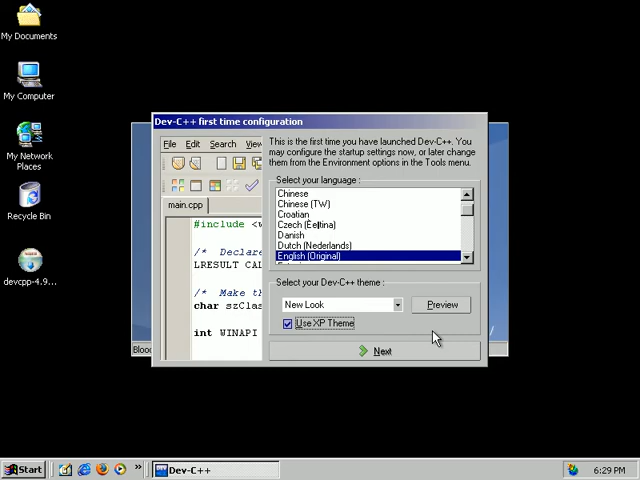 My Documents
My Computer
My Network
Places
Recycle Bin
devcpp-4.9...
Dev-C++ first time configuration
File Edit Search View
main.cpp
#include <w
/* Declare
LRESULT CAL
/* Make th
char szClas
int WINAPI
This is the first time you have launched Dev-C++. You
may configure the startup settings now, or later change
them from the Environment options in the Tools menu.
Select your language:
Chinese
Chinese (TW)
Croatian
Czech (Èeština)
Danish
Dutch (Nederlands)
English (Original)
Select your Dev-C++ theme :
New Look
Preview
Use XP Theme
Next
Blood
Start
»
Dev-C++
6:29 PM